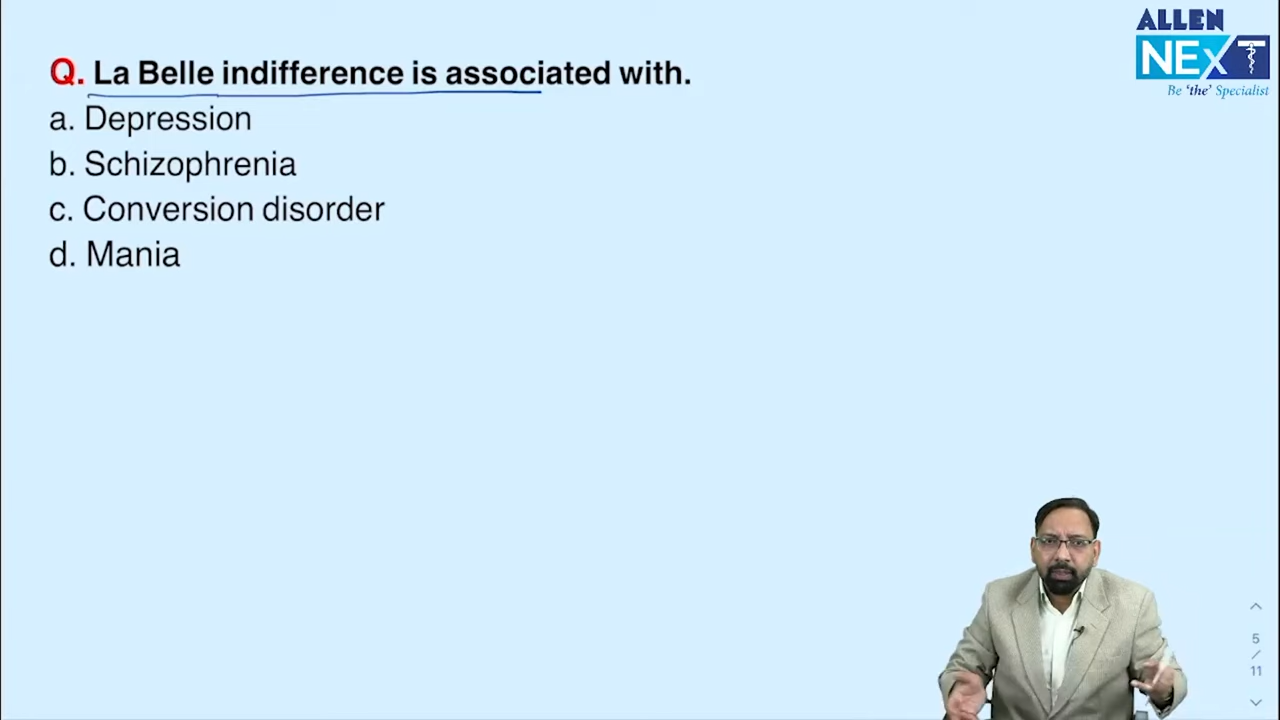 ALLEN
NEXT
Be 'the' Specialist
Q. La Belle indifference is associated with.
a. Depression
b. Schizophrenia
c. Conversion disorder
d. Mania
5
/
11